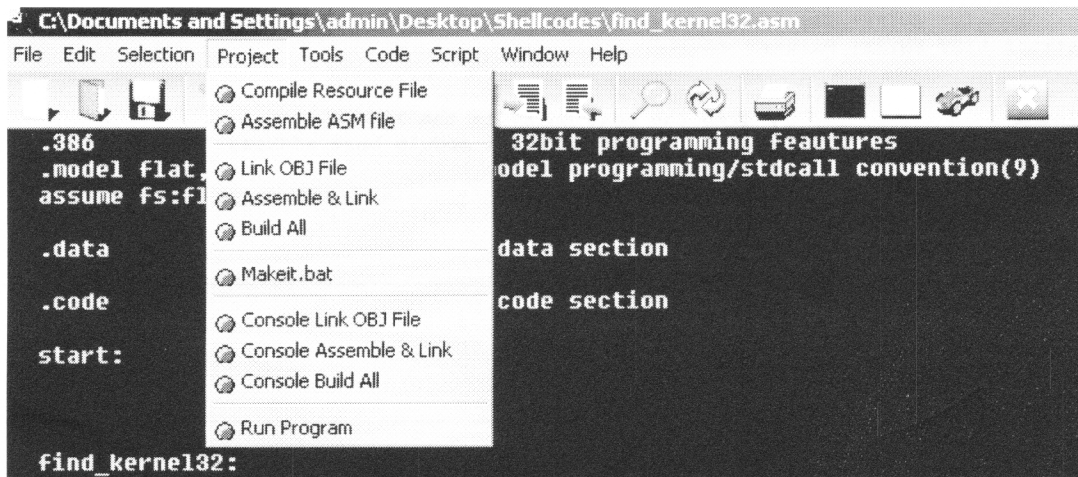 C:\Documents and Settings\admin\Desktop\Shellcodes\find_kernel32.asm
File Edit Selection Project Tools Code Script Window Help
Compile Resource File
Assemble ASM file
Link OBJ File
Assemble & Link
Build All
Makeit.bat
Console Link OBJ File
Console Assemble & Link
Console Build All
Run Program
.386 32bit programming feautures
.model flat, odel programming/stdcall convention(9)
assume fs:fl
.data data section
.code code section
start:
find_kernel32: